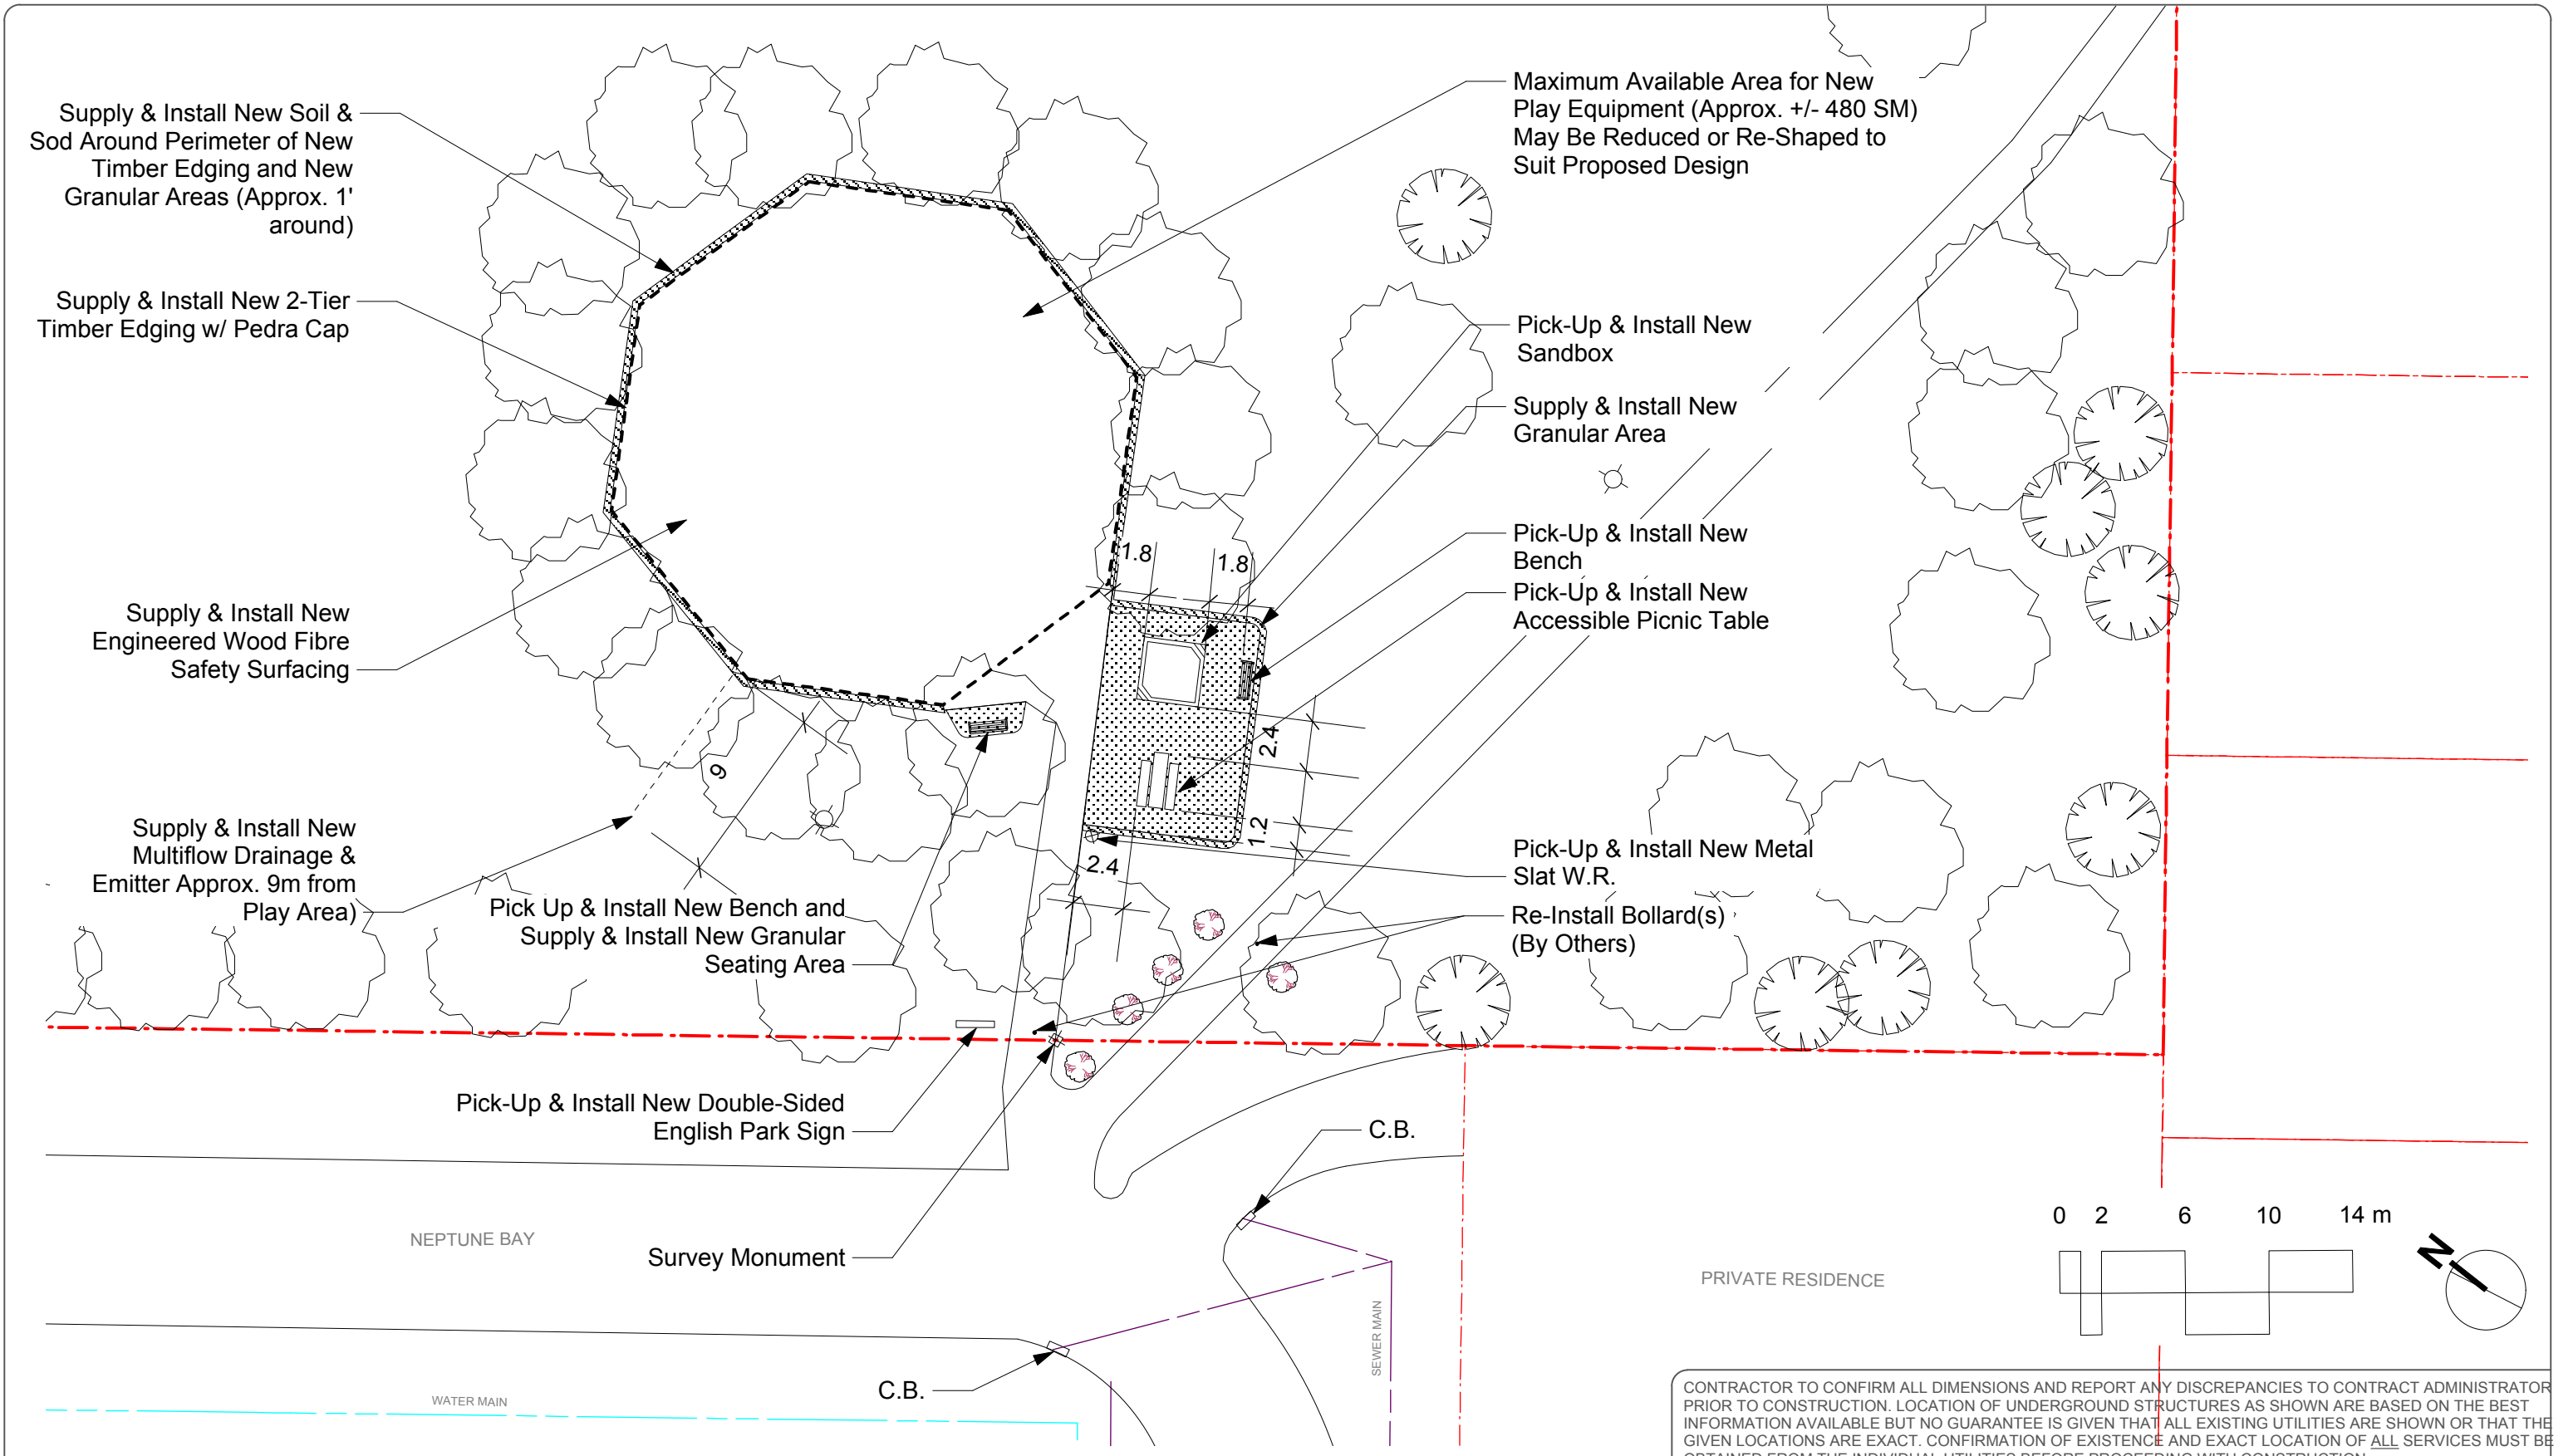 Supply & Install New Soil &
Sod Around Perimeter of New
Timber Edging and New
Granular Areas (Approx. 1'
around)
Supply & Install New 2-Tier
Timber Edging w/ Pedra Cap
Supply & Install New
Engineered Wood Fibre
Safety Surfacing
Supply & Install New
Multiflow Drainage &
Emitter Approx. 9m from
Play Area)
Pick Up & Install New Bench and
Supply & Install New Granular
Seating Area
Pick-Up & Install New Double-Sided
English Park Sign
Survey Monument
C.B.
NEPTUNE BAY
WATER MAIN
Maximum Available Area for New
Play Equipment (Approx. +/- 480 SM)
May Be Reduced or Re-Shaped to
Suit Proposed Design
Pick-Up & Install New
Sandbox
Supply & Install New
Granular Area
Pick-Up & Install New
Bench
Pick-Up & Install New
Accessible Picnic Table
Pick-Up & Install New Metal
Slat W.R.
Re-Install Bollard(s)
(By Others)
1.8
1.8
2.4
1.2
2.4
9
C.B.
SEWER MAIN
PRIVATE RESIDENCE
0 2 6 10 14 m
N
CONTRACTOR TO CONFIRM ALL DIMENSIONS AND REPORT ANY DISCREPANCIES TO CONTRACT ADMINISTRATOR
PRIOR TO CONSTRUCTION. LOCATION OF UNDERGROUND STRUCTURES AS SHOWN ARE BASED ON THE BEST
INFORMATION AVAILABLE BUT NO GUARANTEE IS GIVEN THAT ALL EXISTING UTILITIES ARE SHOWN OR THAT THE
GIVEN LOCATIONS ARE EXACT. CONFIRMATION OF EXISTENCE AND EXACT LOCATION OF ALL SERVICES MUST BE
OBTAINED FROM THE INDIVIDUAL UTILITIES BEFORE PROCEEDING WITH CONSTRUCTION